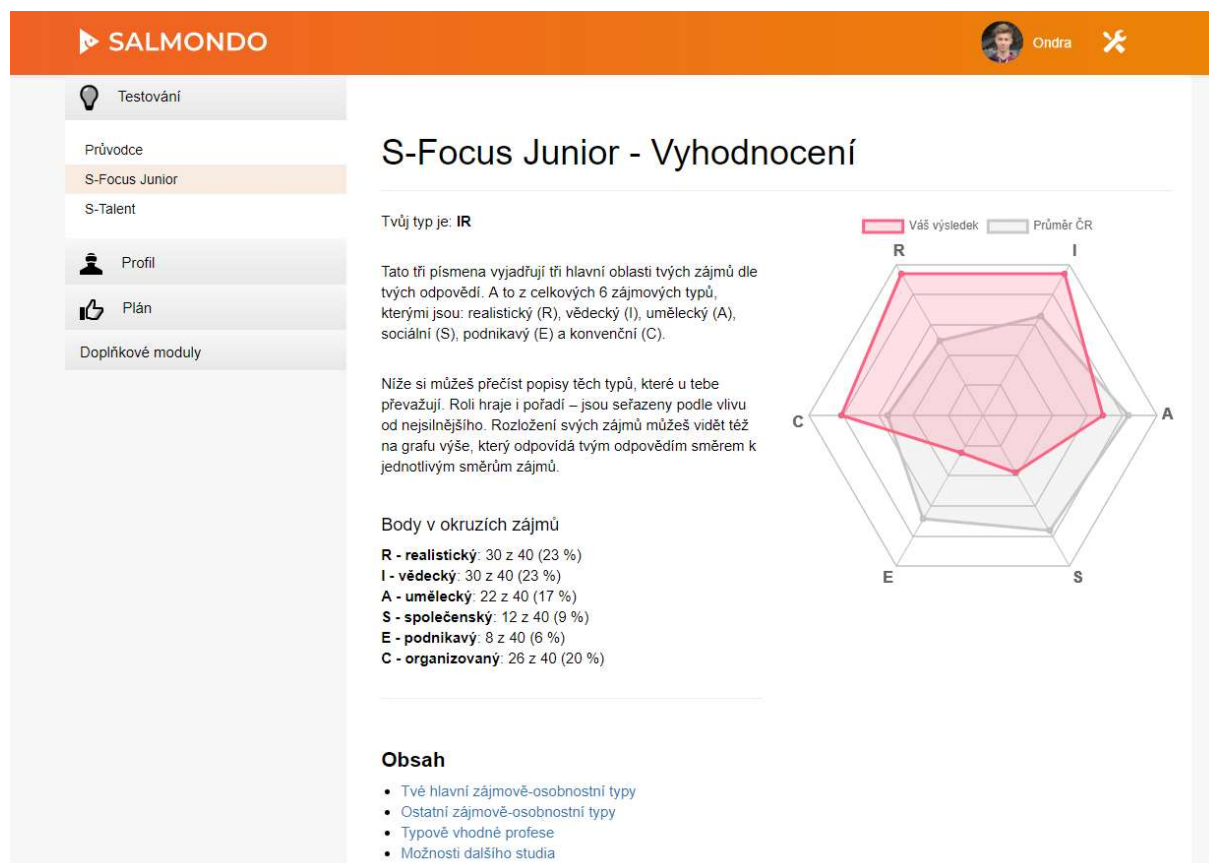 SALMONDO
Ondra
Testování
Průvodce
S-Focus Junior
S-Talent
Profil
Plán
Doplňkové moduly
S-Focus Junior - Vyhodnocení
Tvůj typ je: IR
Tato tři písmena vyjadřují tři hlavní oblasti tvých zájmů dle
tvých odpovědí. A to z celkových 6 zájmových typů,
kterými jsou: realistický (R), vědecký (I), umělecký (A),
sociální (S), podnikavý (E) a konvenční (C).
Níže si můžeš přečíst popisy těch typů, které u tebe
převažují. Roli hraje i pořadí – jsou seřazeny podle vlivu
od nejsilnějšího. Rozložení svých zájmů můžeš vidět též
na grafu výše, který odpovídá tvým odpovědím směrem k
jednotlivým směrům zájmů.
Body v okruzích zájmů
R - realistický: 30 z 40 (23 %)
I - vědecký: 30 z 40 (23 %)
A - umělecký: 22 z 40 (17 %)
S - společenský: 12 z 40 (9 %)
E - podnikavý: 8 z 40 (6 %)
C - organizovaný: 26 z 40 (20 %)
Váš výsledek Průměr ČR
R I
C A
E S
Obsah
Tvé hlavní zájmově-osobnostní typy
Ostatní zájmově-osobnostní typy
Typově vhodné profese
Možnosti dalšího studia